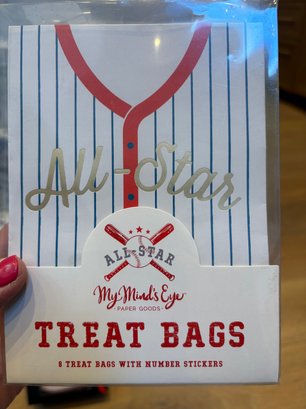 All-Star
ALL STAR
My Mind's Eye
PAPER GOODS
TREAT BAGS
8 TREAT BAGS WITH NUMBER STICKERS